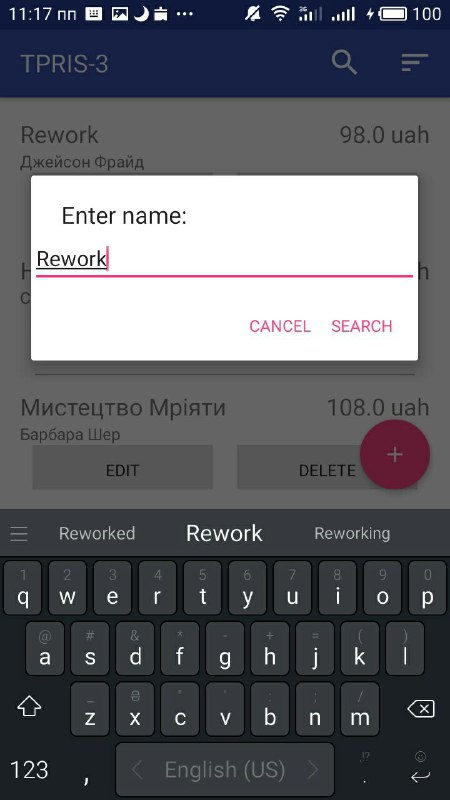 11:17 пп
3G
100
TPRIS-3
Rework 98.0 uah
Джейсон Фрайд
Enter name:
Rework
CANCEL SEARCH
Мистецтво Мріяти 108.0 uah
Барбара Шер
EDIT DELETE
+
Reworked Rework Reworking
1 2 3 4 5 6 7 8 9 0
q w e r t y u i o p
@ # & * - + = ( )
a s d f g h j k l
_ ₴ " ' : ; /
z x c v b n m
123 , English (US) .
,!?